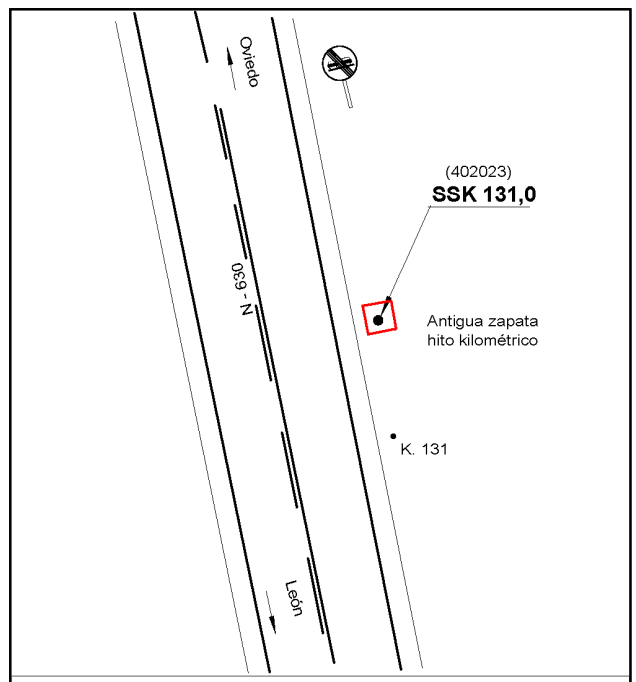 Oviedo
(402023)
SSK 131,0
N - 630
Antigua zapata
hito kilométrico
K. 131
León